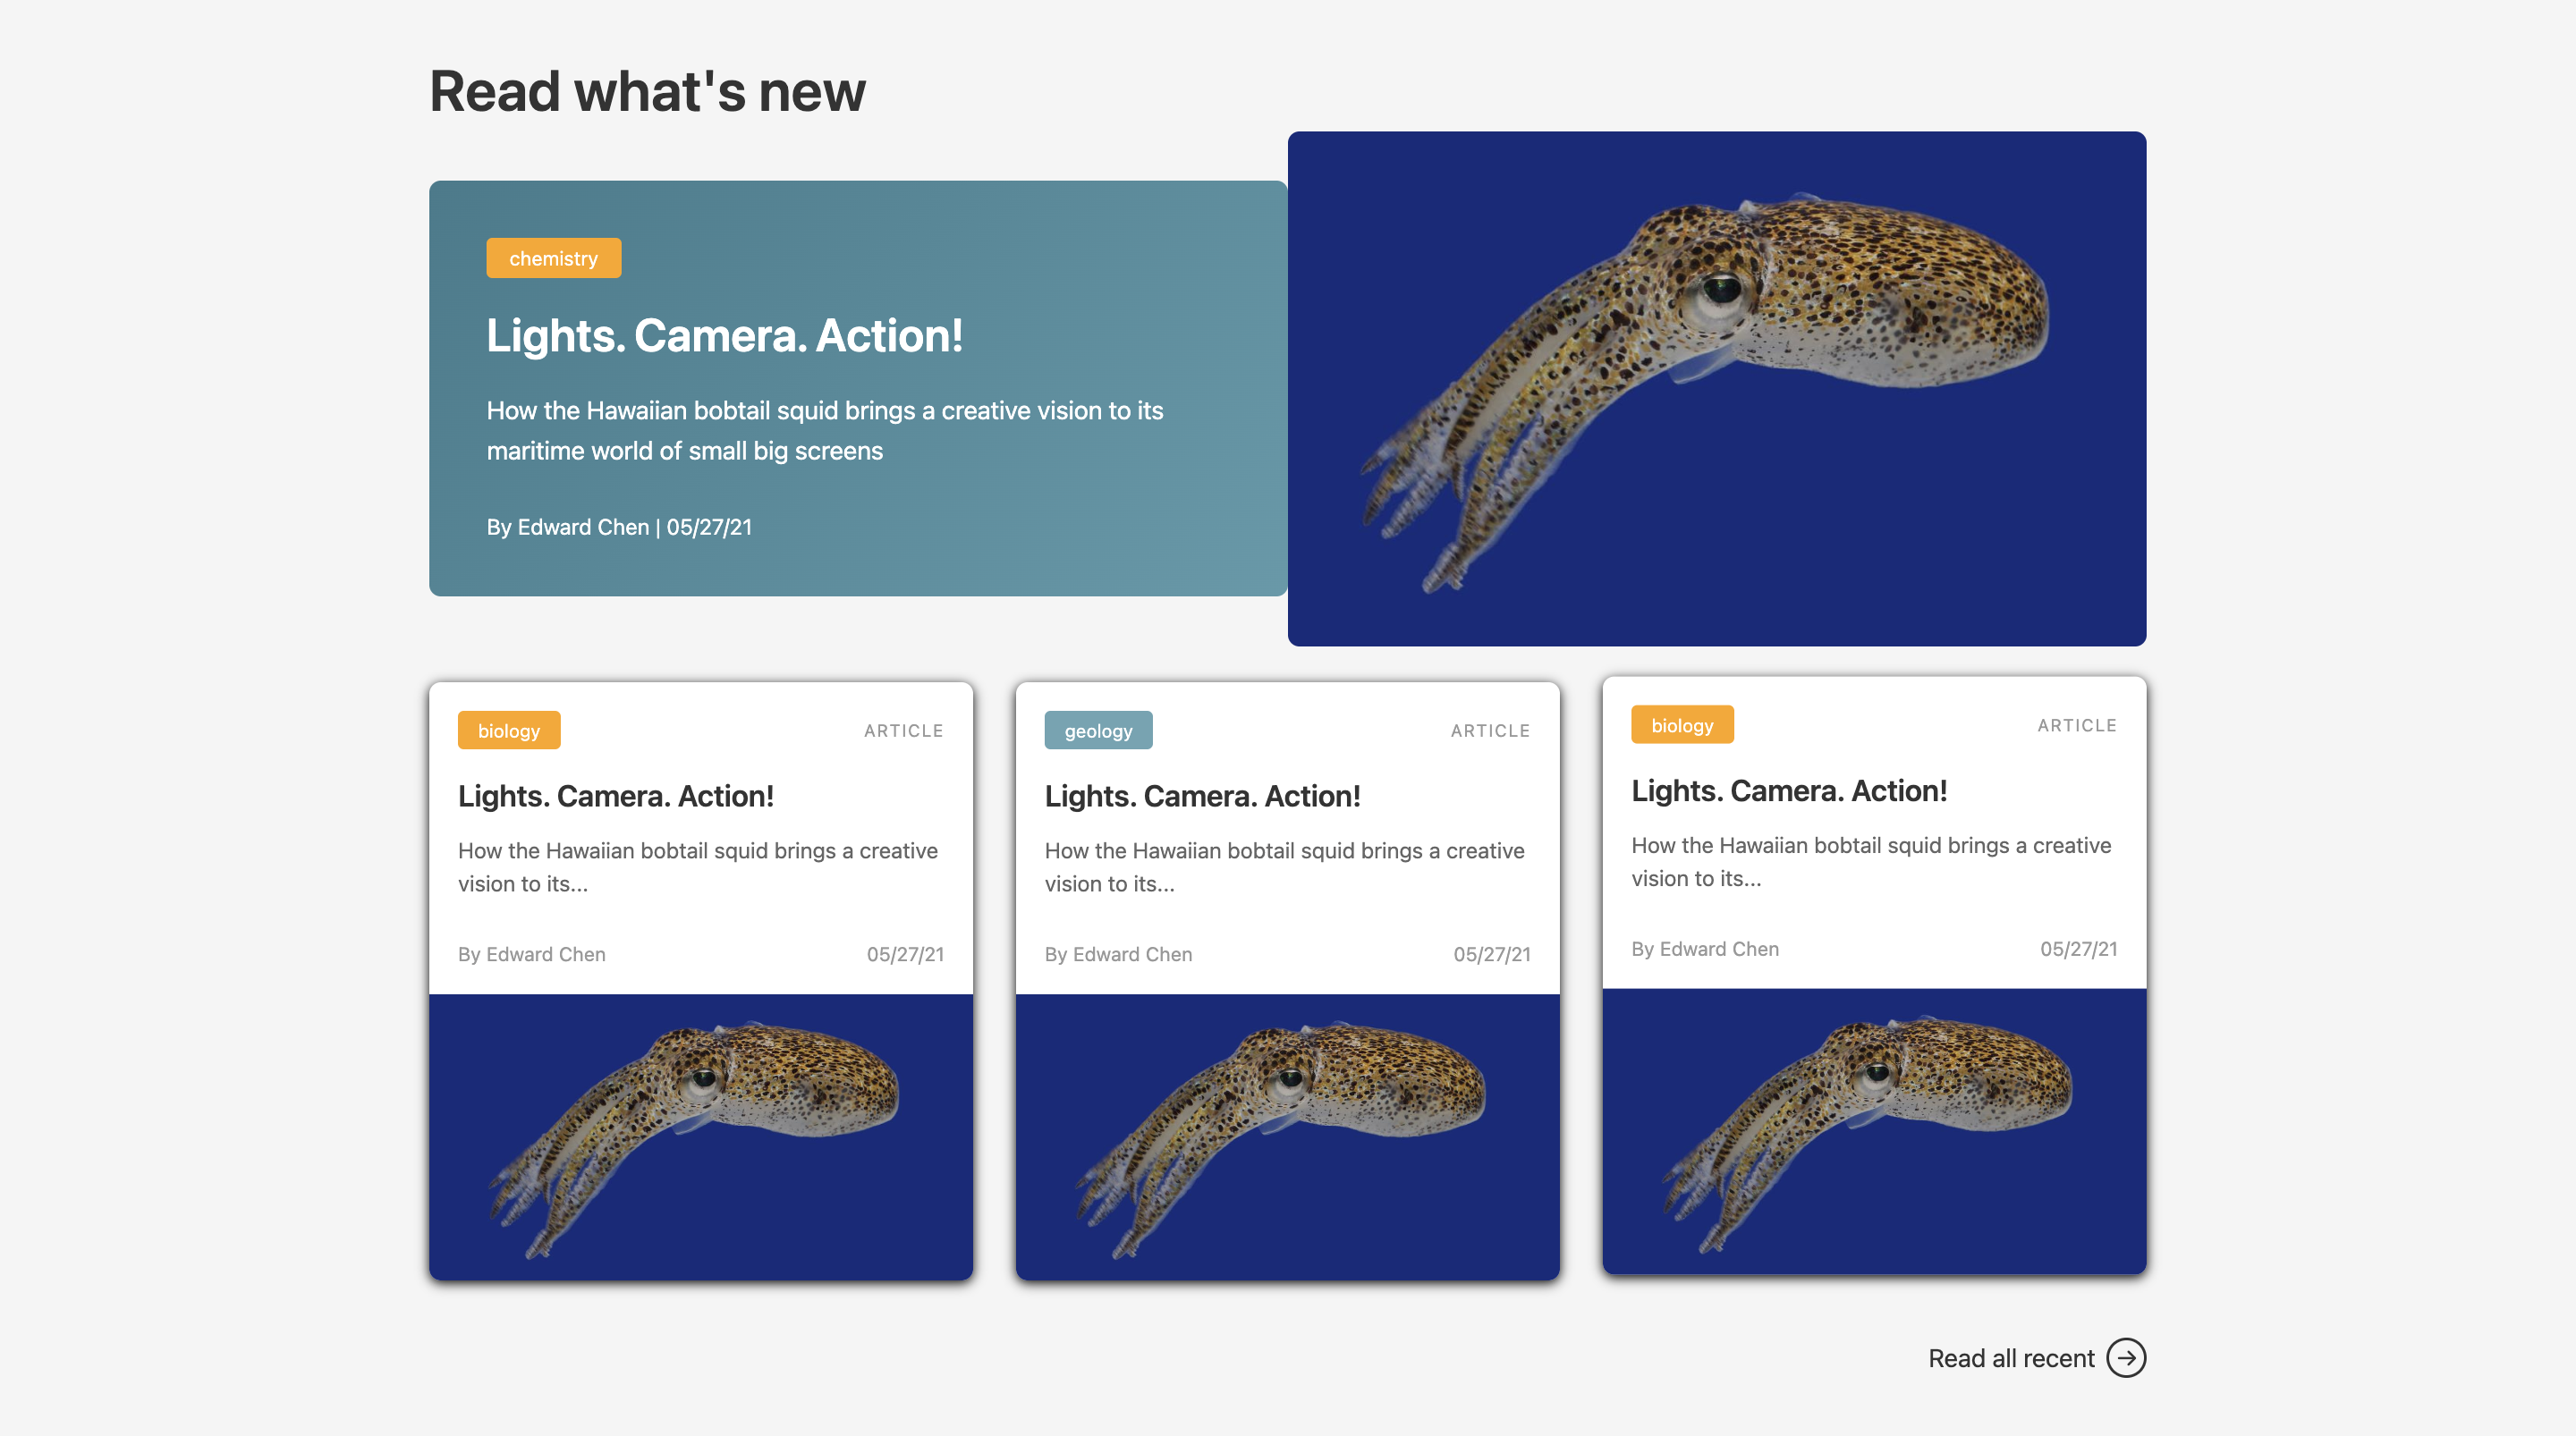 Read what's new
chemistry
Lights. Camera. Action!
How the Hawaiian bobtail squid brings a creative vision to its
maritime world of small big screens
By Edward Chen | 05/27/21
biology
ARTICLE
Lights. Camera. Action!
How the Hawaiian bobtail squid brings a creative
vision to its...
By Edward Chen
05/27/21
geology
ARTICLE
Lights. Camera. Action!
How the Hawaiian bobtail squid brings a creative
vision to its...
By Edward Chen
05/27/21
biology
ARTICLE
Lights. Camera. Action!
How the Hawaiian bobtail squid brings a creative
vision to its...
By Edward Chen
05/27/21
Read all recent